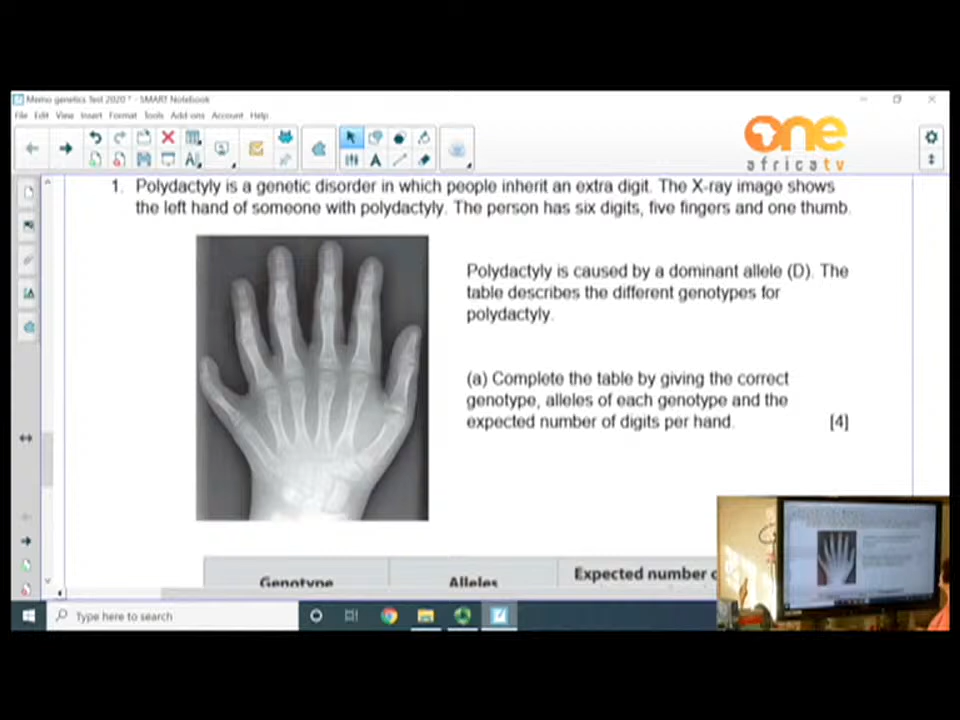 one
africa tv
Memo genetics Test 2020 * - SMART Notebook
File Edit View Insert Format Tools Add-ons Account Help
1. Polydactyly is a genetic disorder in which people inherit an extra digit. The X-ray image shows
the left hand of someone with polydactyly. The person has six digits, five fingers and one thumb.
Polydactyly is caused by a dominant allele (D). The
table describes the different genotypes for
polydactyly.
(a) Complete the table by giving the correct
genotype, alleles of each genotype and the
expected number of digits per hand. [4]
Genotype Alleles Expected number
Type here to search